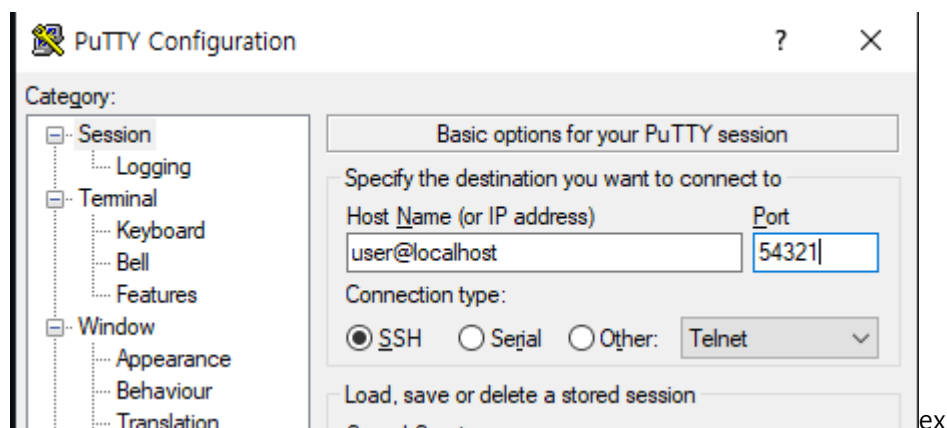 PuTTY Configuration ? ×
Category:
Session
Logging
Terminal
Keyboard
Bell
Features
Window
Appearance
Behaviour
Translation
Basic options for your PuTTY session
Specify the destination you want to connect to
Host Name (or IP address) Port
user@localhost 54321
Connection type:
SSH Serial Other: Telnet
Load, save or delete a stored session
ex